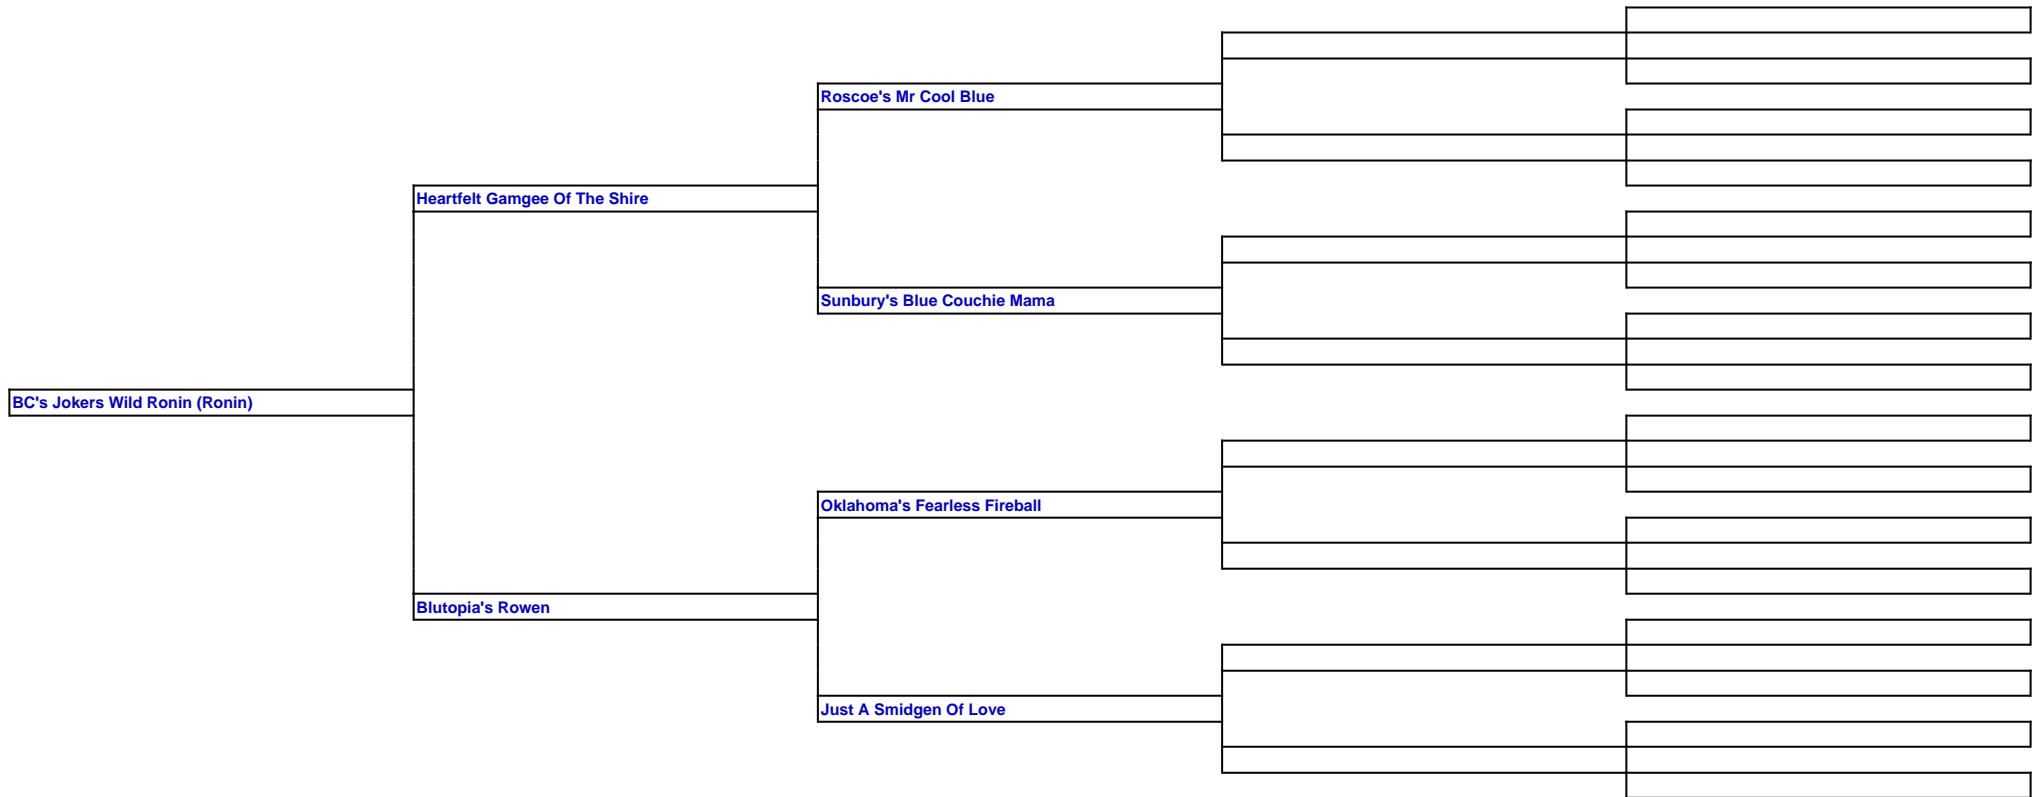 Roscoe's Mr Cool Blue
Heartfelt Gamgee Of The Shire
Sunbury's Blue Couchie Mama
BC's Jokers Wild Ronin (Ronin)
Oklahoma's Fearless Fireball
Blutopia's Rowen
Just A Smidgen Of Love